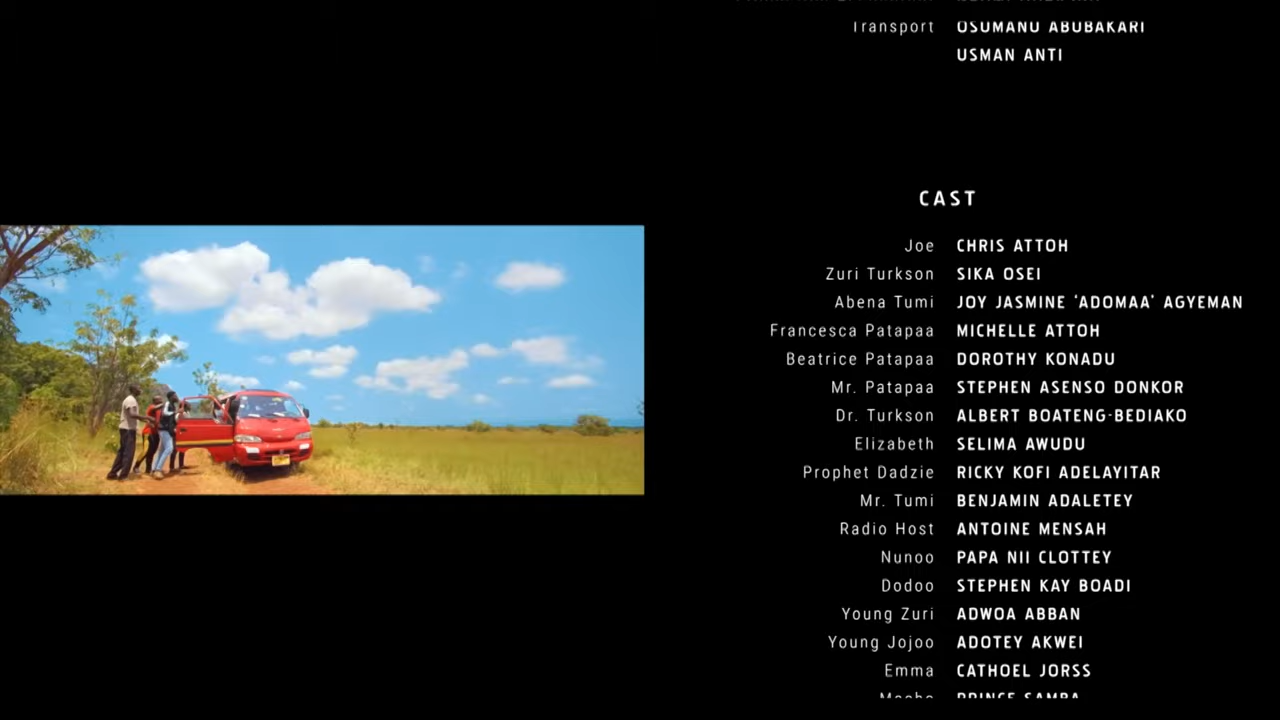 Transport OSUMANU ABUBAKARI
USMAN ANTI
CAST
Joe CHRIS ATTOH
Zuri Turkson SIKA OSEI
Abena Tumi JOY JASMINE 'ADOMAA' AGYEMAN
Francesca Patapaa MICHELLE ATTOH
Beatrice Patapaa DOROTHY KONADU
Mr. Patapaa STEPHEN ASENSO DONKOR
Dr. Turkson ALBERT BOATENG-BEDIAKO
Elizabeth SELIMA AWUDU
Prophet Dadzie RICKY KOFI ADELAYITAR
Mr. Tumi BENJAMIN ADALETEY
Radio Host ANTOINE MENSAH
Nunoo PAPA NII CLOTTEY
Dodoo STEPHEN KAY BOADI
Young Zuri ADWOA ABBAN
Young Jojoo ADOTEY AKWEI
Emma CATHOEL JORSS
PRINCE SAMBA